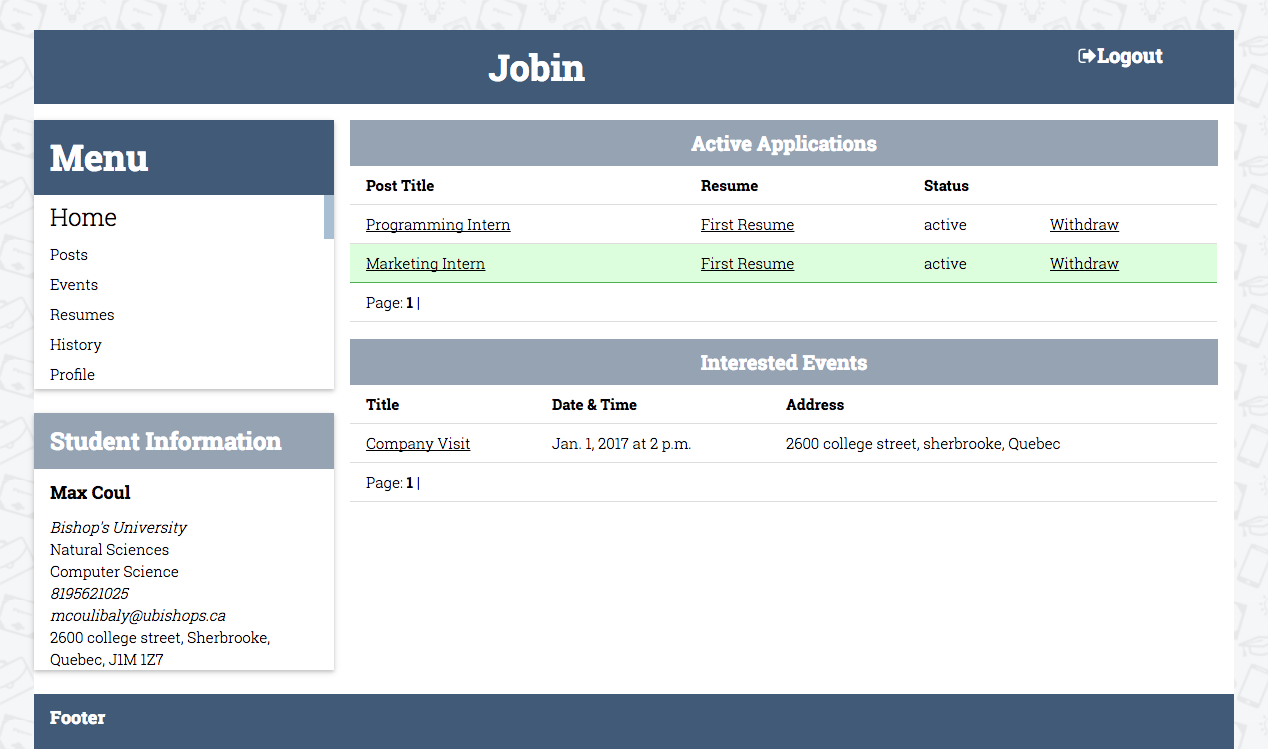 Jobin
Logout
Menu
Home
Posts
Events
Resumes
History
Profile
Student Information
Max Coul
Bishop's University
Natural Sciences
Computer Science
8195621025
mcoulibaly@ubishops.ca
2600 college street, Sherbrooke,
Quebec, J1M 1Z7
Active Applications
Post Title Resume Status
Programming Intern First Resume active Withdraw
Marketing Intern First Resume active Withdraw
Page: 1 |
Interested Events
Title Date & Time Address
Company Visit Jan. 1, 2017 at 2 p.m. 2600 college street, sherbrooke, Quebec
Page: 1 |
Footer